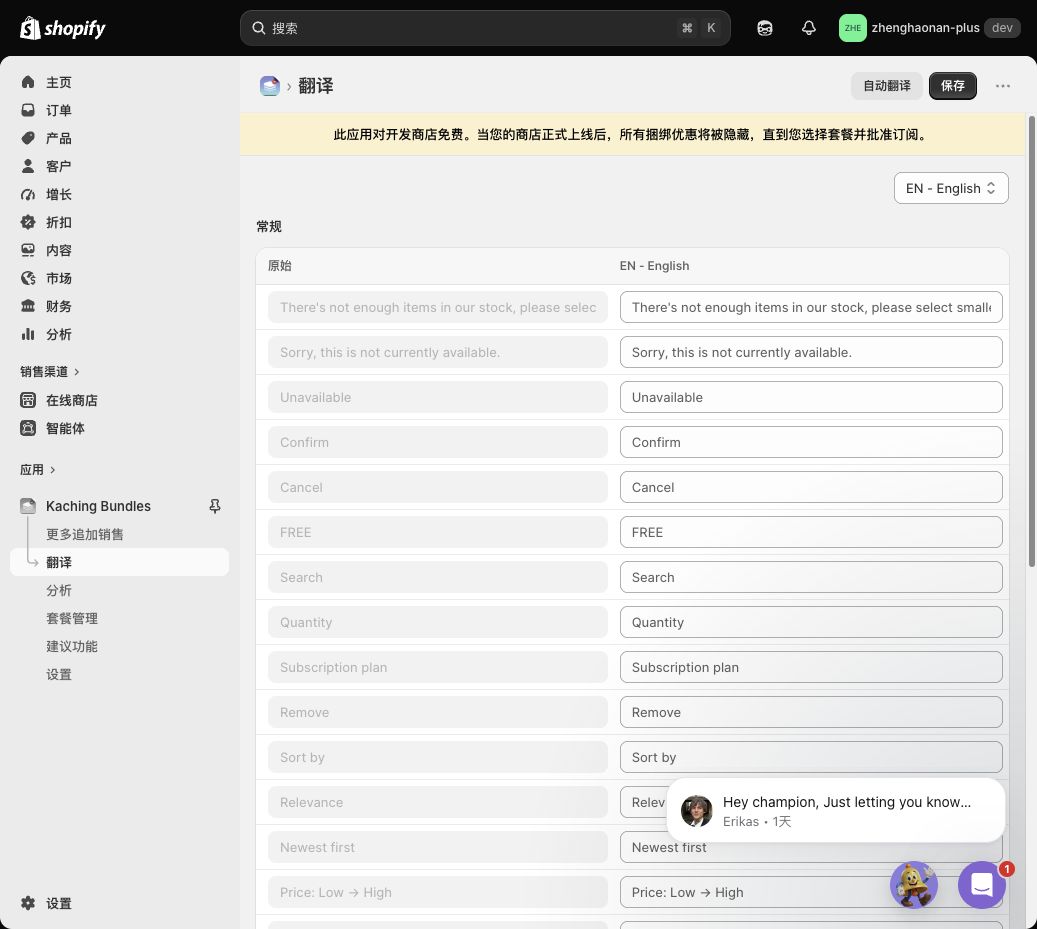 shopify
搜索
⌘ K
ZHE
zhenghaonan-plus
dev
主页
订单
产品
客户
增长
折扣
内容
市场
财务
分析
销售渠道 ›
在线商店
智能体
应用 ›
Kaching Bundles
更多追加销售
翻译
分析
套餐管理
建议功能
设置
设置
› 翻译
自动翻译
保存
此应用对开发商店免费。当您的商店正式上线后，所有捆绑优惠将被隐藏，直到您选择套餐并批准订阅。
EN - English
常规
原始 EN - English
There's not enough items in our stock, please selec There's not enough items in our stock, please select smalle
Sorry, this is not currently available. Sorry, this is not currently available.
Unavailable Unavailable
Confirm Confirm
Cancel Cancel
FREE FREE
Search Search
Quantity Quantity
Subscription plan Subscription plan
Remove Remove
Sort by Sort by
Relevance Relev
Newest first Newest first
Price: Low → High Price: Low → High
Hey champion, Just letting you know...
Erikas • 1天
1